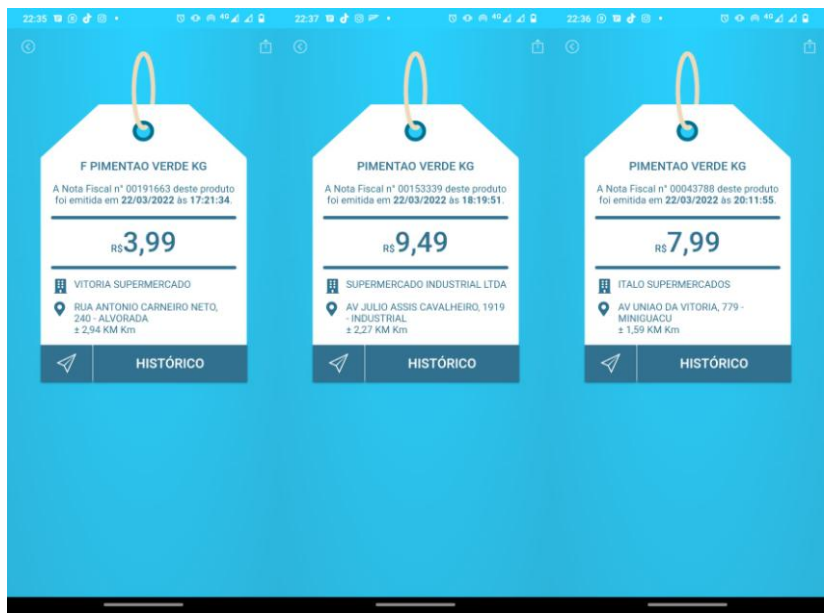 22:35
4G
F PIMENTAO VERDE KG
A Nota Fiscal n° 00191663 deste produto
foi emitida em 22/03/2022 às 17:21:34.
R$3,99
VITORIA SUPERMERCADO
RUA ANTONIO CARNEIRO NETO,
240 - ALVORADA
± 2,94 KM Km
HISTÓRICO
22:37
4G
PIMENTAO VERDE KG
A Nota Fiscal n° 00153339 deste produto
foi emitida em 22/03/2022 às 18:19:51.
R$9,49
SUPERMERCADO INDUSTRIAL LTDA
AV JULIO ASSIS CAVALHEIRO, 1919
- INDUSTRIAL
± 2,27 KM Km
HISTÓRICO
22:36
4G
PIMENTAO VERDE KG
A Nota Fiscal n° 00043788 deste produto
foi emitida em 22/03/2022 às 20:11:55.
R$7,99
ITALO SUPERMERCADOS
AV UNIAO DA VITORIA, 779 -
MINIGUACU
± 1,59 KM Km
HISTÓRICO